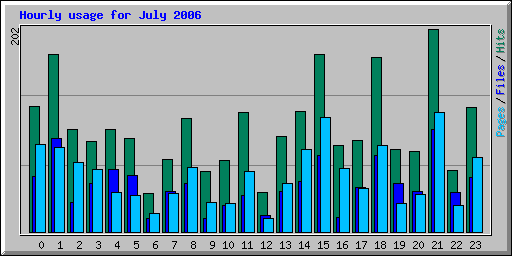 Hourly usage for July 2006
202
Pages / Files / Hits
0 1 2 3 4 5 6 7 8 9 10 11 12 13 14 15 16 17 18 19 20 21 22 23